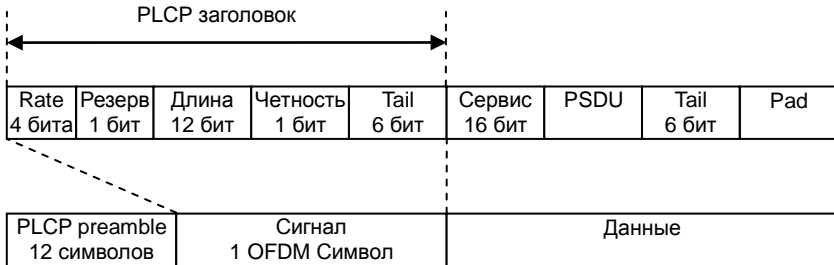 PLCP заголовок
Rate Резерв Длина Четность Tail Сервис PSDU Tail Pad
4 бита 1 бит 12 бит 1 бит 6 бит 16 бит 6 бит
PLCP preamble Сигнал Данные
12 символов 1 OFDM Символ